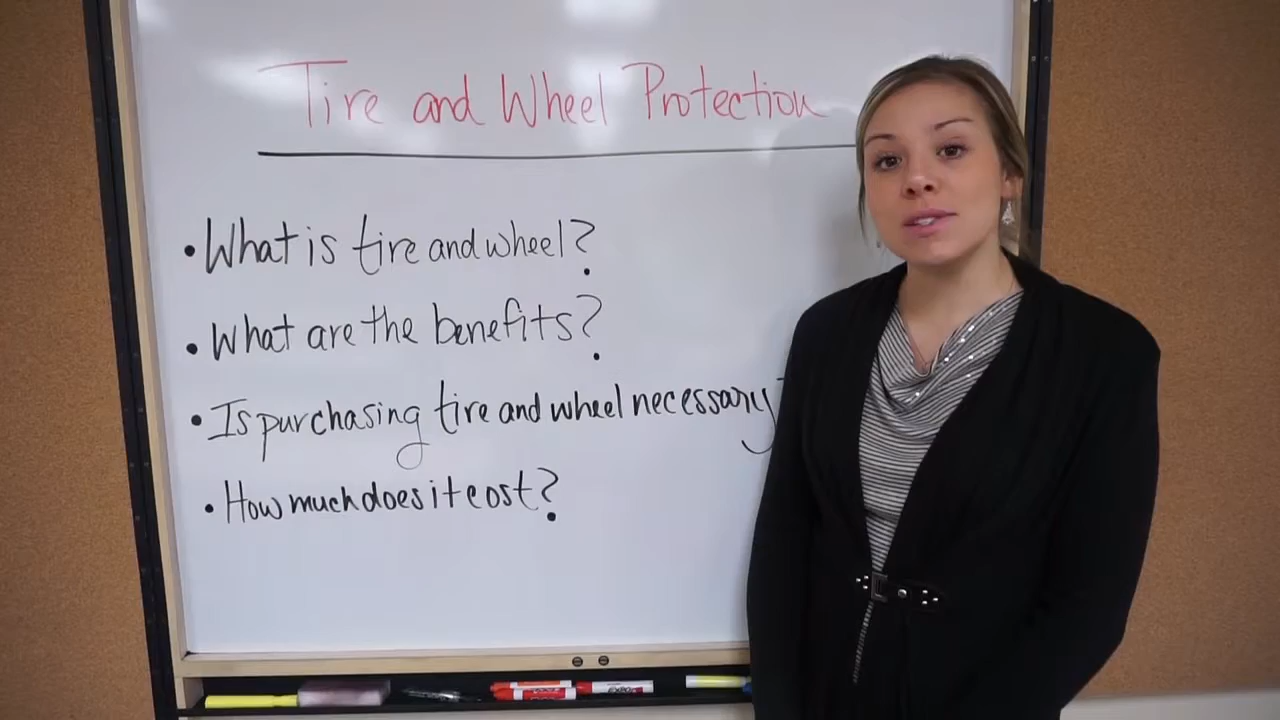 Tire and Wheel Protection
• What is tire and wheel?
• What are the benefits?
• Is purchasing tire and wheel necessary?
• How much does it cost?
EXPO